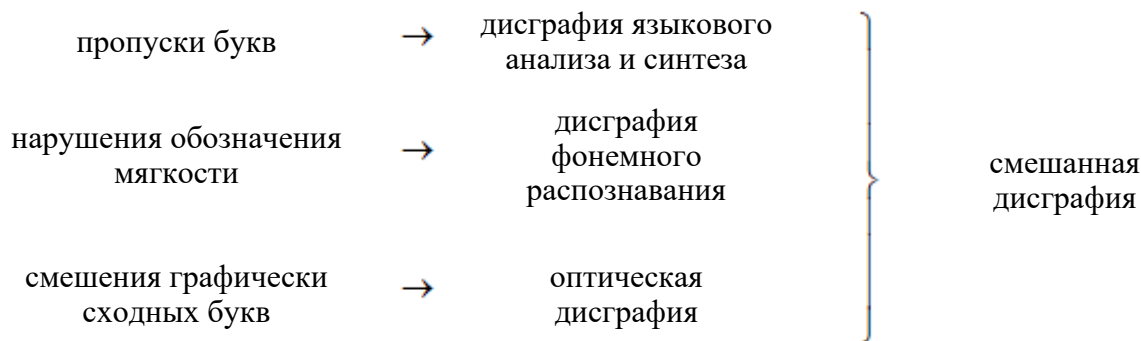 пропуски букв → дисграфия языкового
анализа и синтеза
нарушения обозначения
мягкости
→
дисграфия
фонемного
распознавания
смешения графически
сходных букв
→
оптическая
дисграфия
смешанная
дисграфия